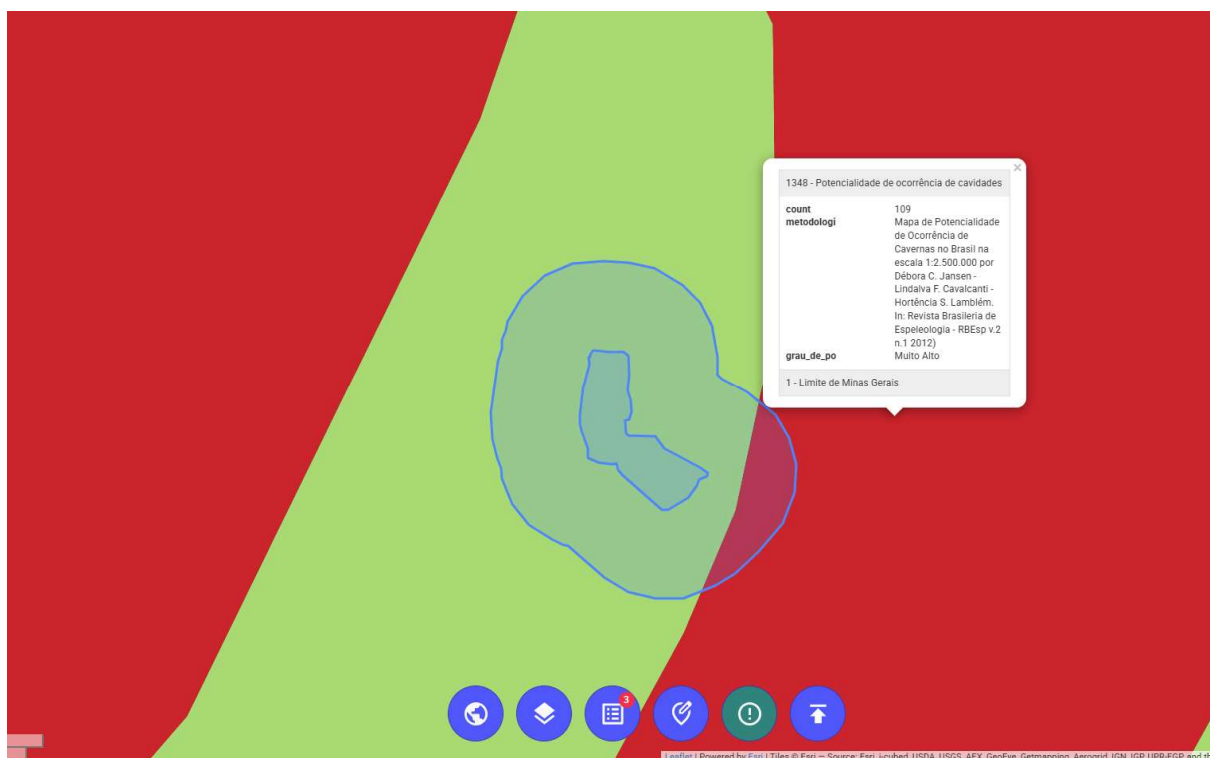 ×
1348 - Potencialidade de ocorrência de cavidades
count 109
metodologi Mapa de Potencialidade
de Ocorrência de
Cavernas no Brasil na
escala 1:2.500.000 por
Débora C. Jansen -
Lindalva F. Cavalcanti -
Hortência S. Lamblém.
In: Revista Brasileria de
Espeleologia - RBEsp v.2
n.1 2012)
grau_de_po Muito Alto
1 - Limite de Minas Gerais
3
Leaflet | Powered by Esri | Tiles © Esri — Source: Esri, i-cubed, USDA, USGS, AEX, GeoEye, Getmapping, Aerogrid, IGN, IGP, UPR-EGP, and th